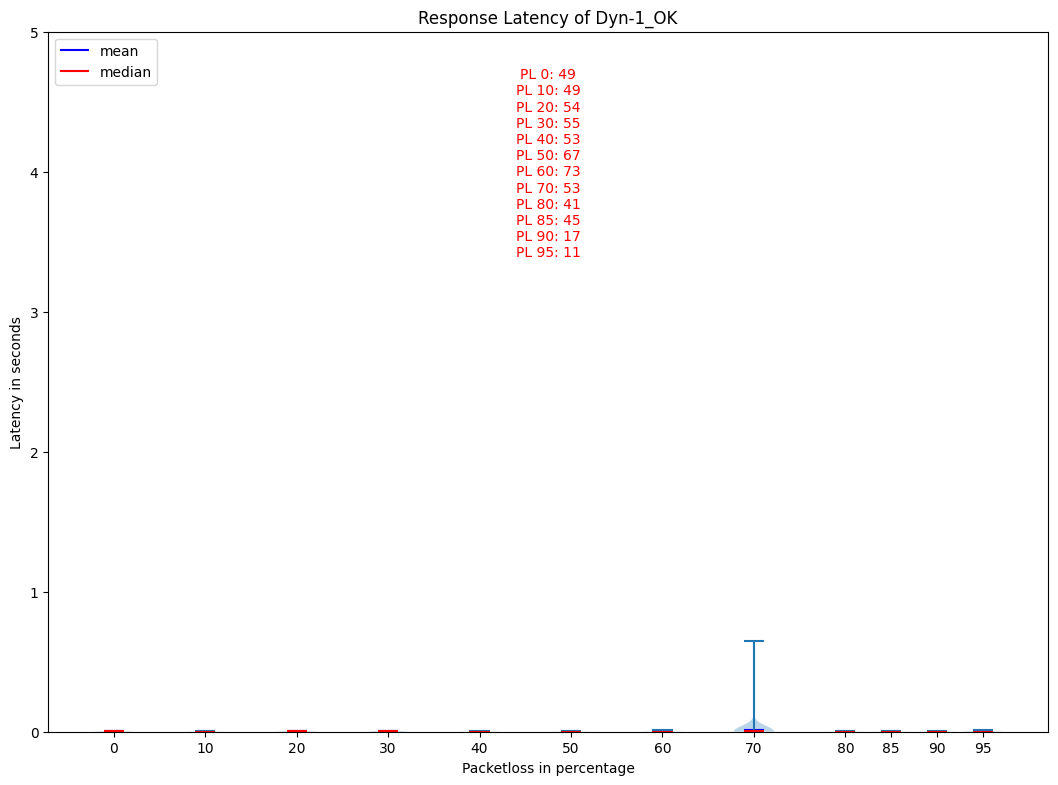 Response Latency of Dyn-1_OK
mean
median
PL 0: 49
PL 10: 49
PL 20: 54
PL 30: 55
PL 40: 53
PL 50: 67
PL 60: 73
PL 70: 53
PL 80: 41
PL 85: 45
PL 90: 17
PL 95: 11
Latency in seconds
5
4
3
2
1
0
0 10 20 30 40 50 60 70 80 85 90 95
Packetloss in percentage